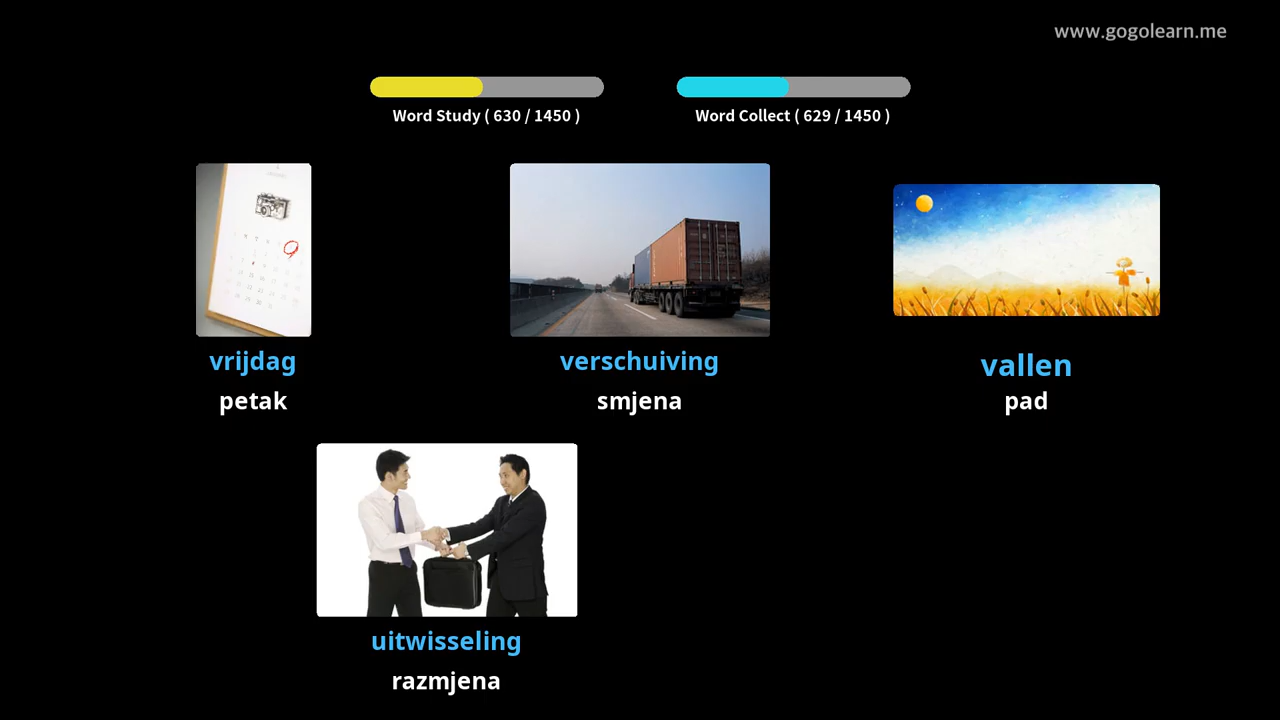 www.gogolearn.me
Word Study ( 630 / 1450 )
Word Collect ( 629 / 1450 )
vrijdag
petak
verschuiving
smjena
vallen
pad
uitwisseling
razmjena